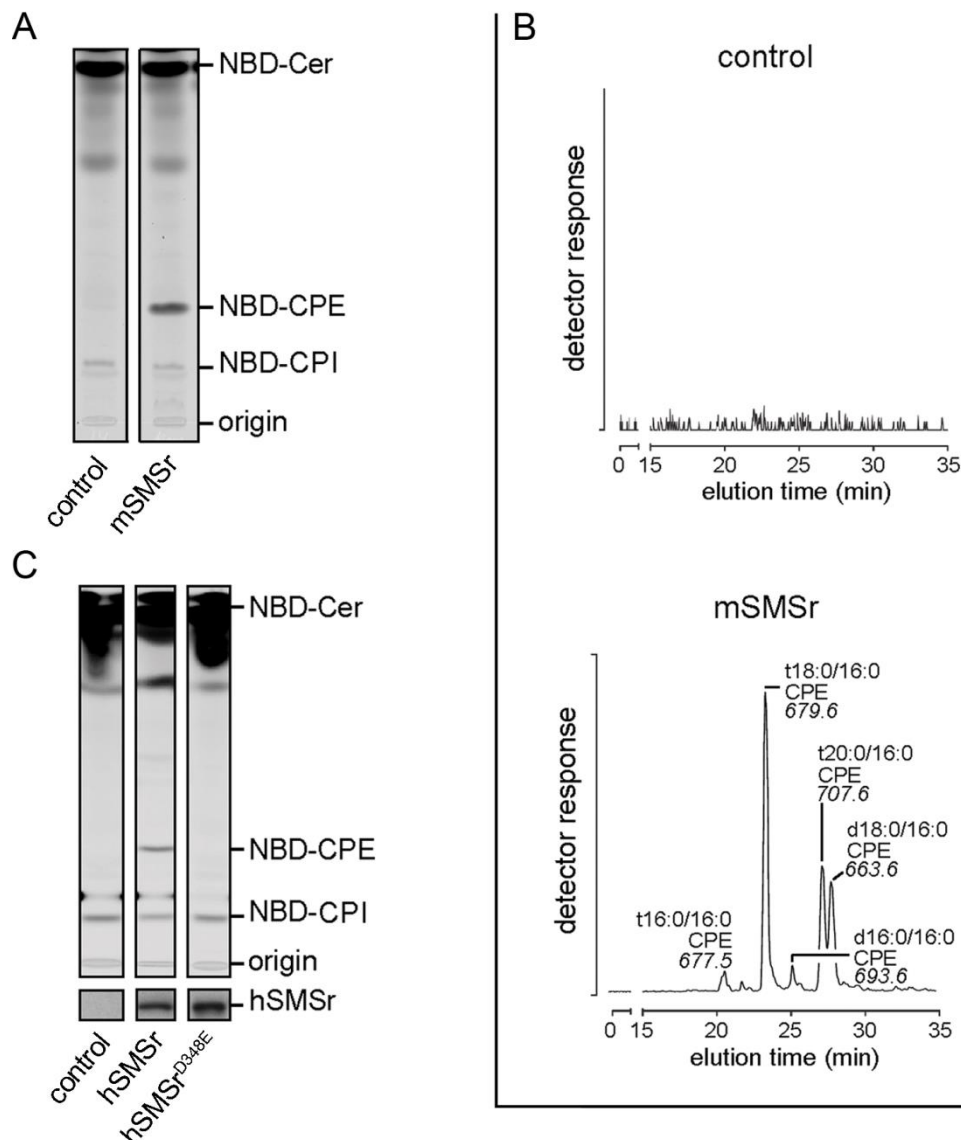 A
NBD-Cer
NBD-CPE
NBD-CPI
origin
control
mSMSr
B
control
detector response
0 15 20 25 30 35
elution time (min)
mSMSr
detector response
t18:0/16:0
CPE
679.6
t20:0/16:0
CPE
707.6
d18:0/16:0
CPE
663.6
t16:0/16:0
CPE
677.5
d16:0/16:0
CPE
693.6
0 15 20 25 30 35
elution time (min)
C
NBD-Cer
NBD-CPE
NBD-CPI
origin
hSMSr
control
hSMSr
hSMSrD348E